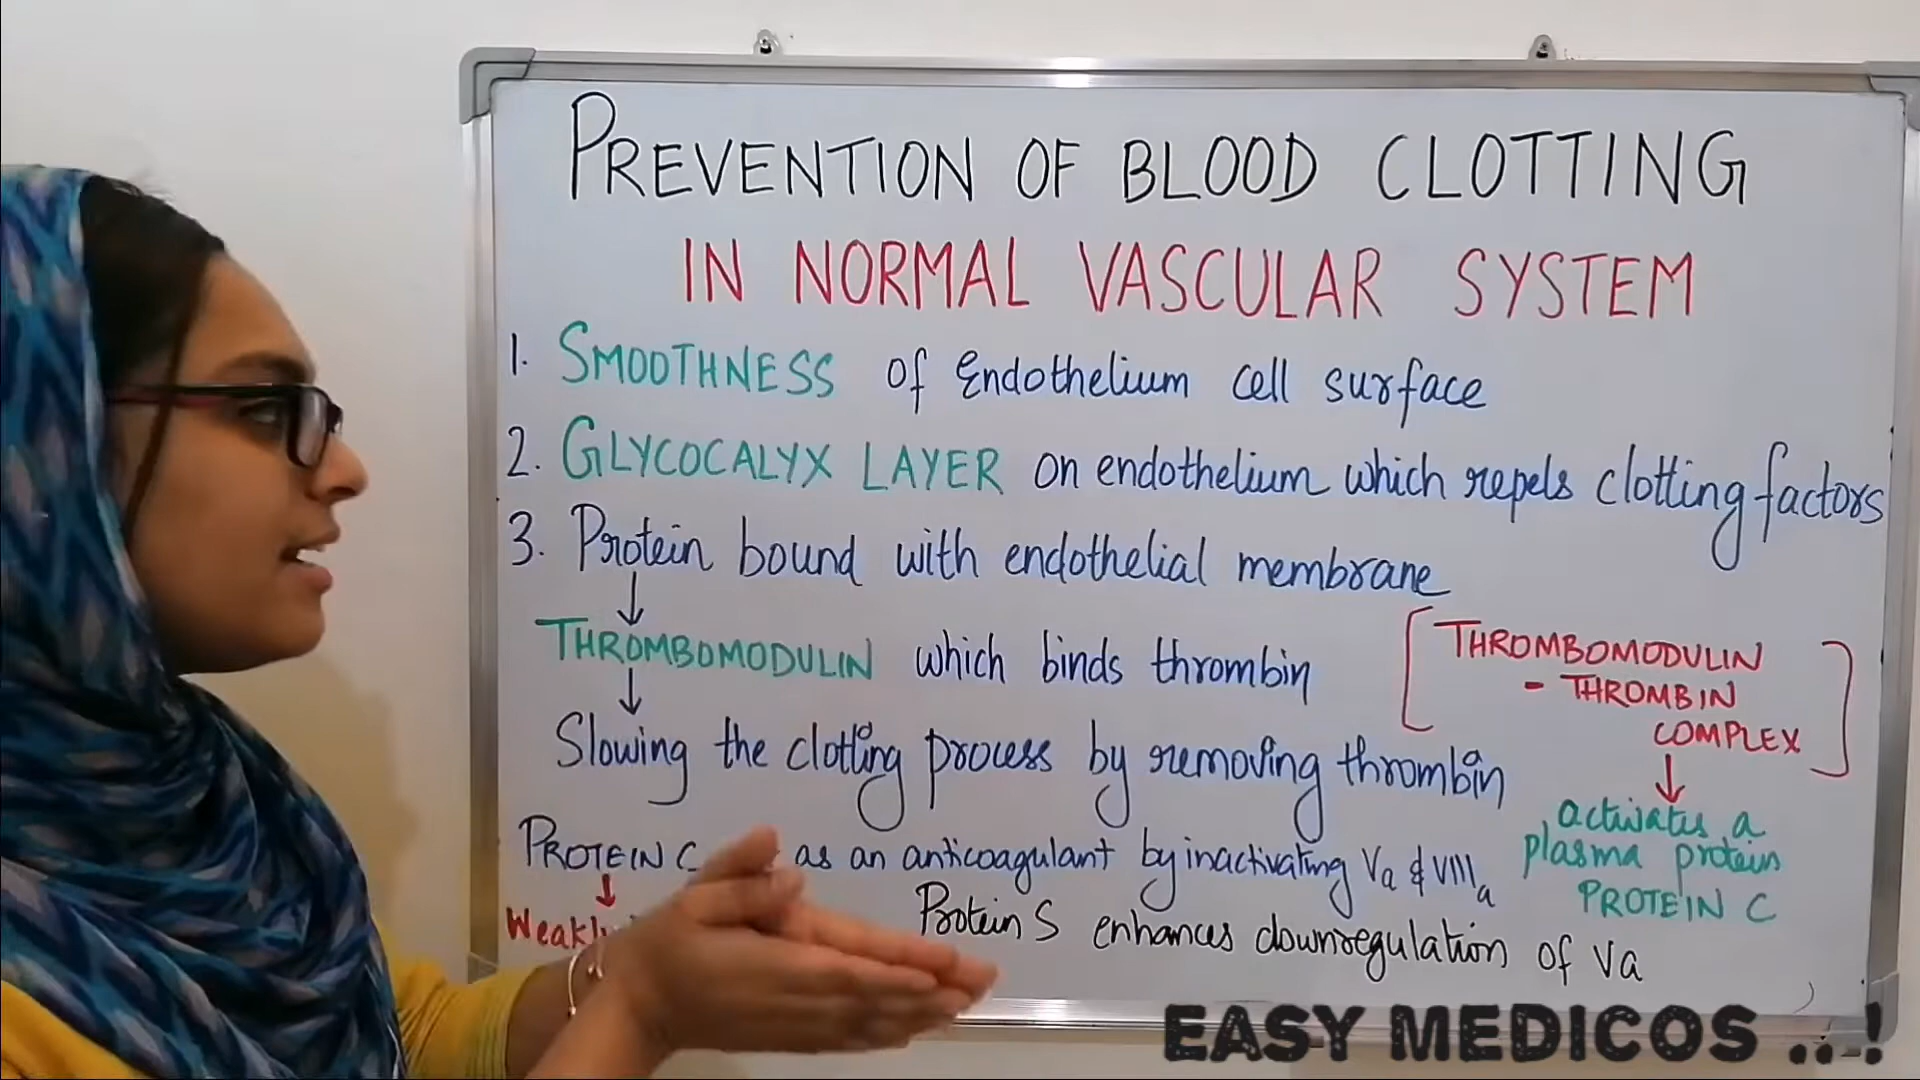 PREVENTION OF BLOOD CLOTTING
IN NORMAL VASCULAR SYSTEM
1. SMOOTHNESS of Endothelium cell surface
2. GLYCOCALYX LAYER on endothelium which repels clotting factors
3. Protein bound with endothelial membrane
↓
THROMBOMODULIN which binds thrombin
↓
Slowing the clotting process by removing thrombin
[THROMBOMODULIN
- THROMBIN
COMPLEX]
↓
activates a
plasma protein
PROTEIN C
PROTEIN C as an anticoagulant by inactivating Va & VIIIa
↓
Protein S enhances downregulation of Va
EASY MEDICOS ..!